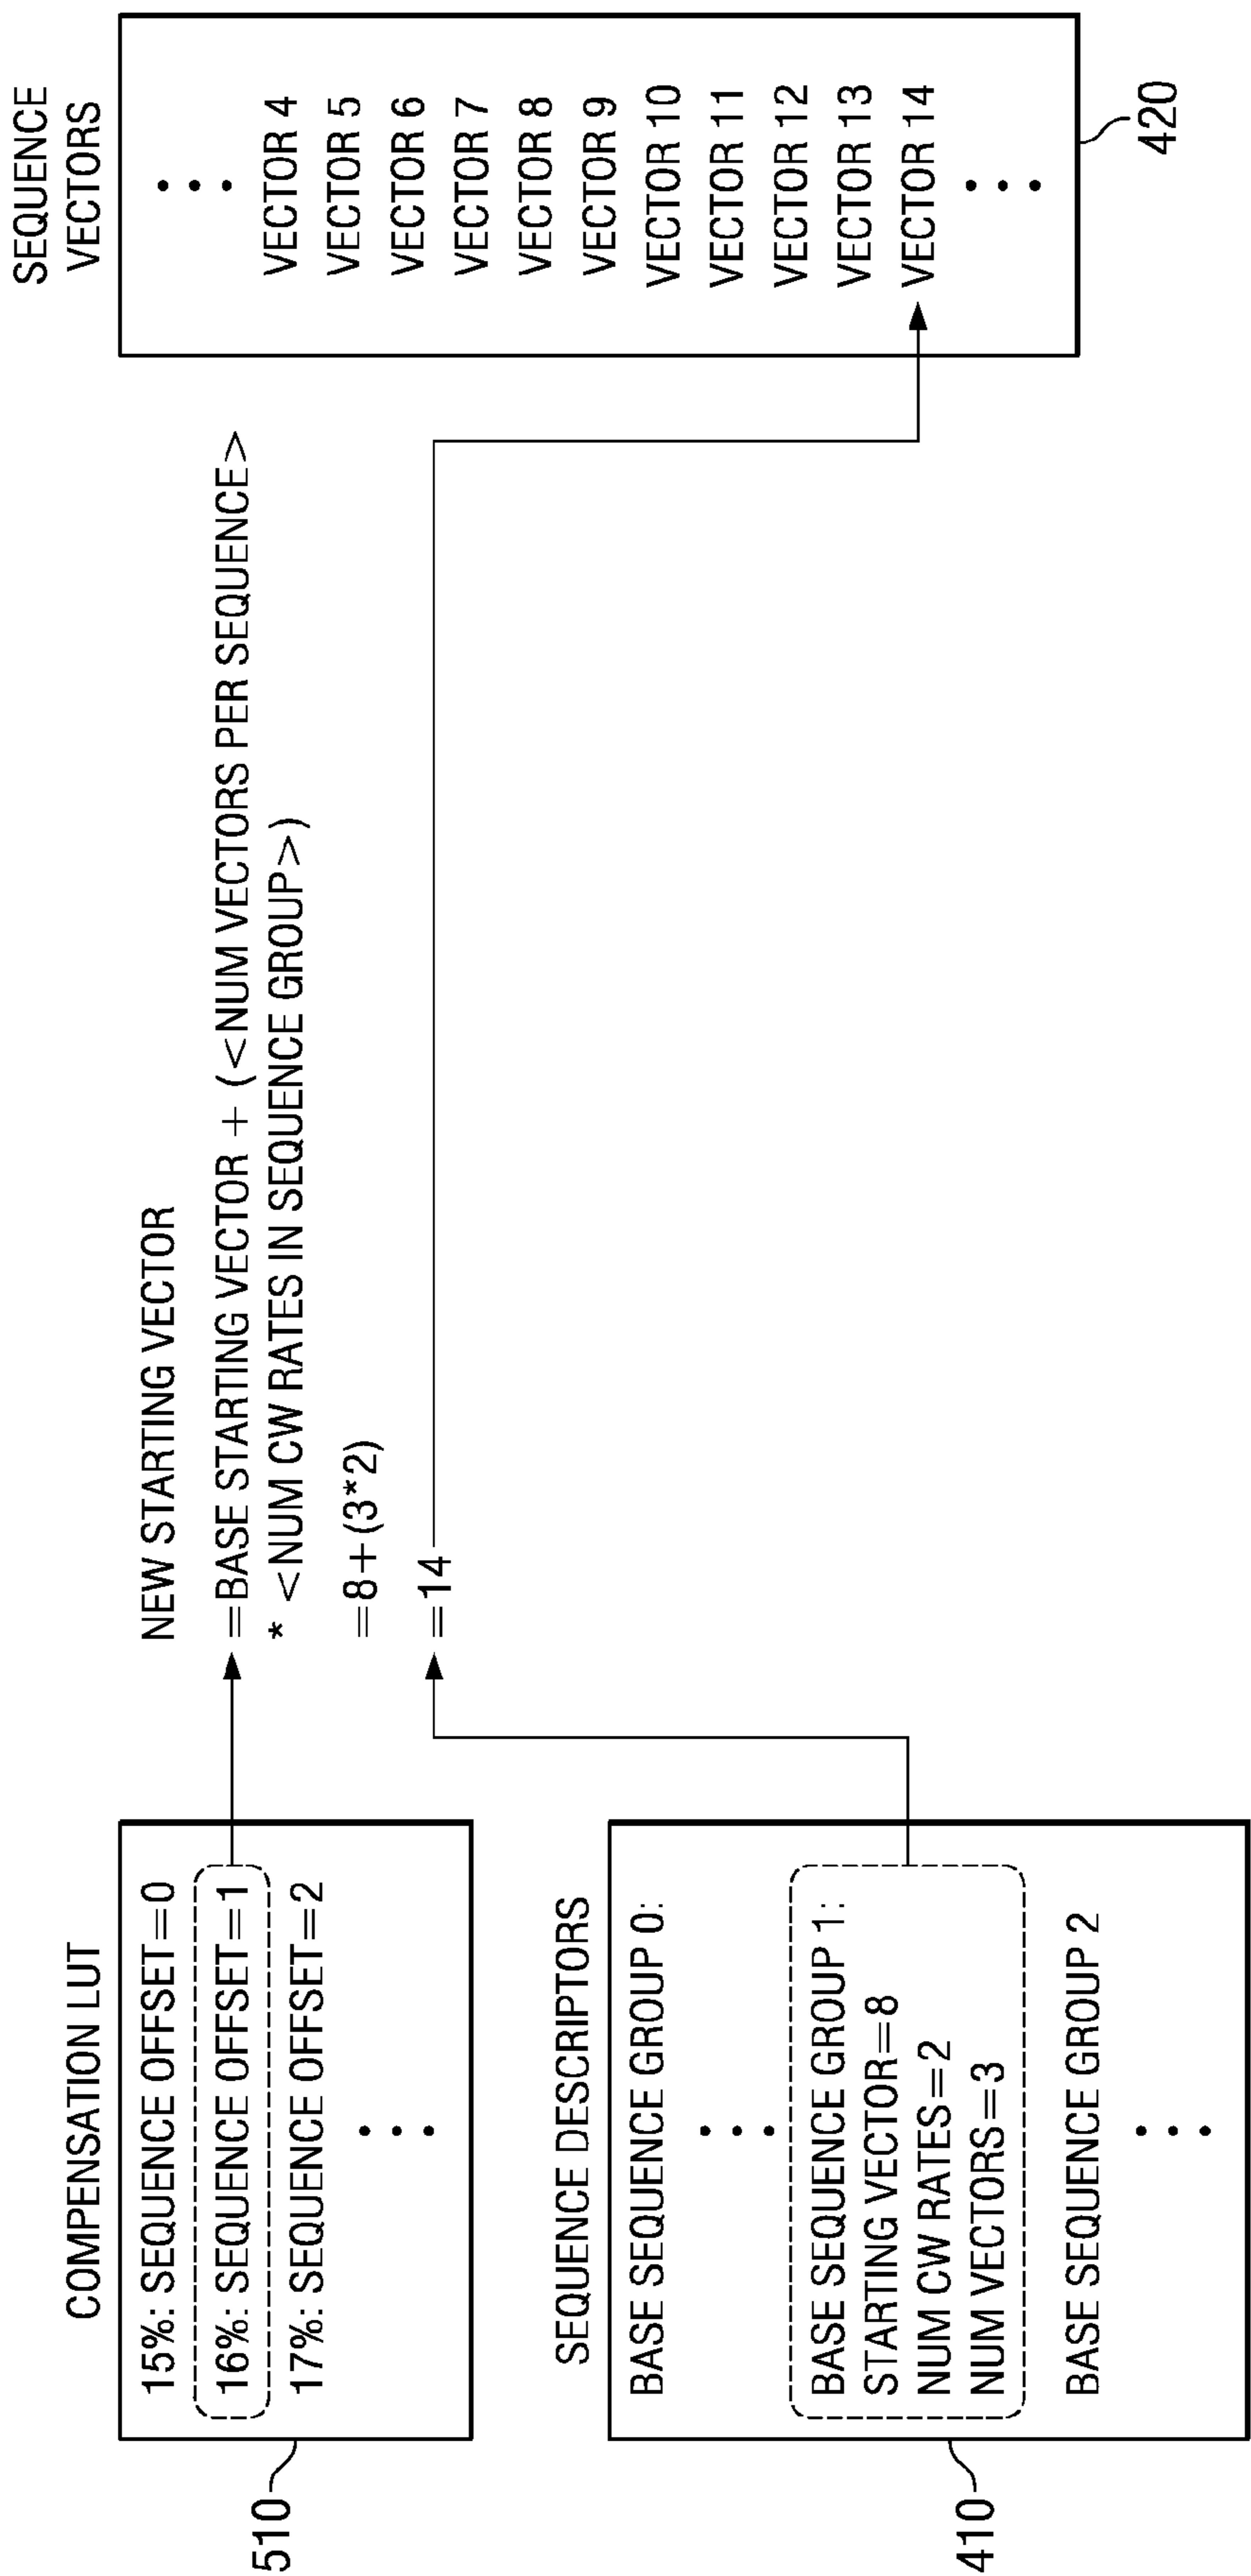 COMPENSATION LUT
15%: SEQUENCE OFFSET=0
16%: SEQUENCE OFFSET=1
17%: SEQUENCE OFFSET=2
510
SEQUENCE DESCRIPTORS
BASE SEQUENCE GROUP 0:
BASE SEQUENCE GROUP 1:
STARTING VECTOR=8
NUM CW RATES=2
NUM VECTORS=3
BASE SEQUENCE GROUP 2
410
NEW STARTING VECTOR
=BASE STARTING VECTOR + (<NUM VECTORS PER SEQUENCE>
* <NUM CW RATES IN SEQUENCE GROUP>)
=8+(3*2)
=14
SEQUENCE
VECTORS
VECTOR 4
VECTOR 5
VECTOR 6
VECTOR 7
VECTOR 8
VECTOR 9
VECTOR 10
VECTOR 11
VECTOR 12
VECTOR 13
VECTOR 14
420